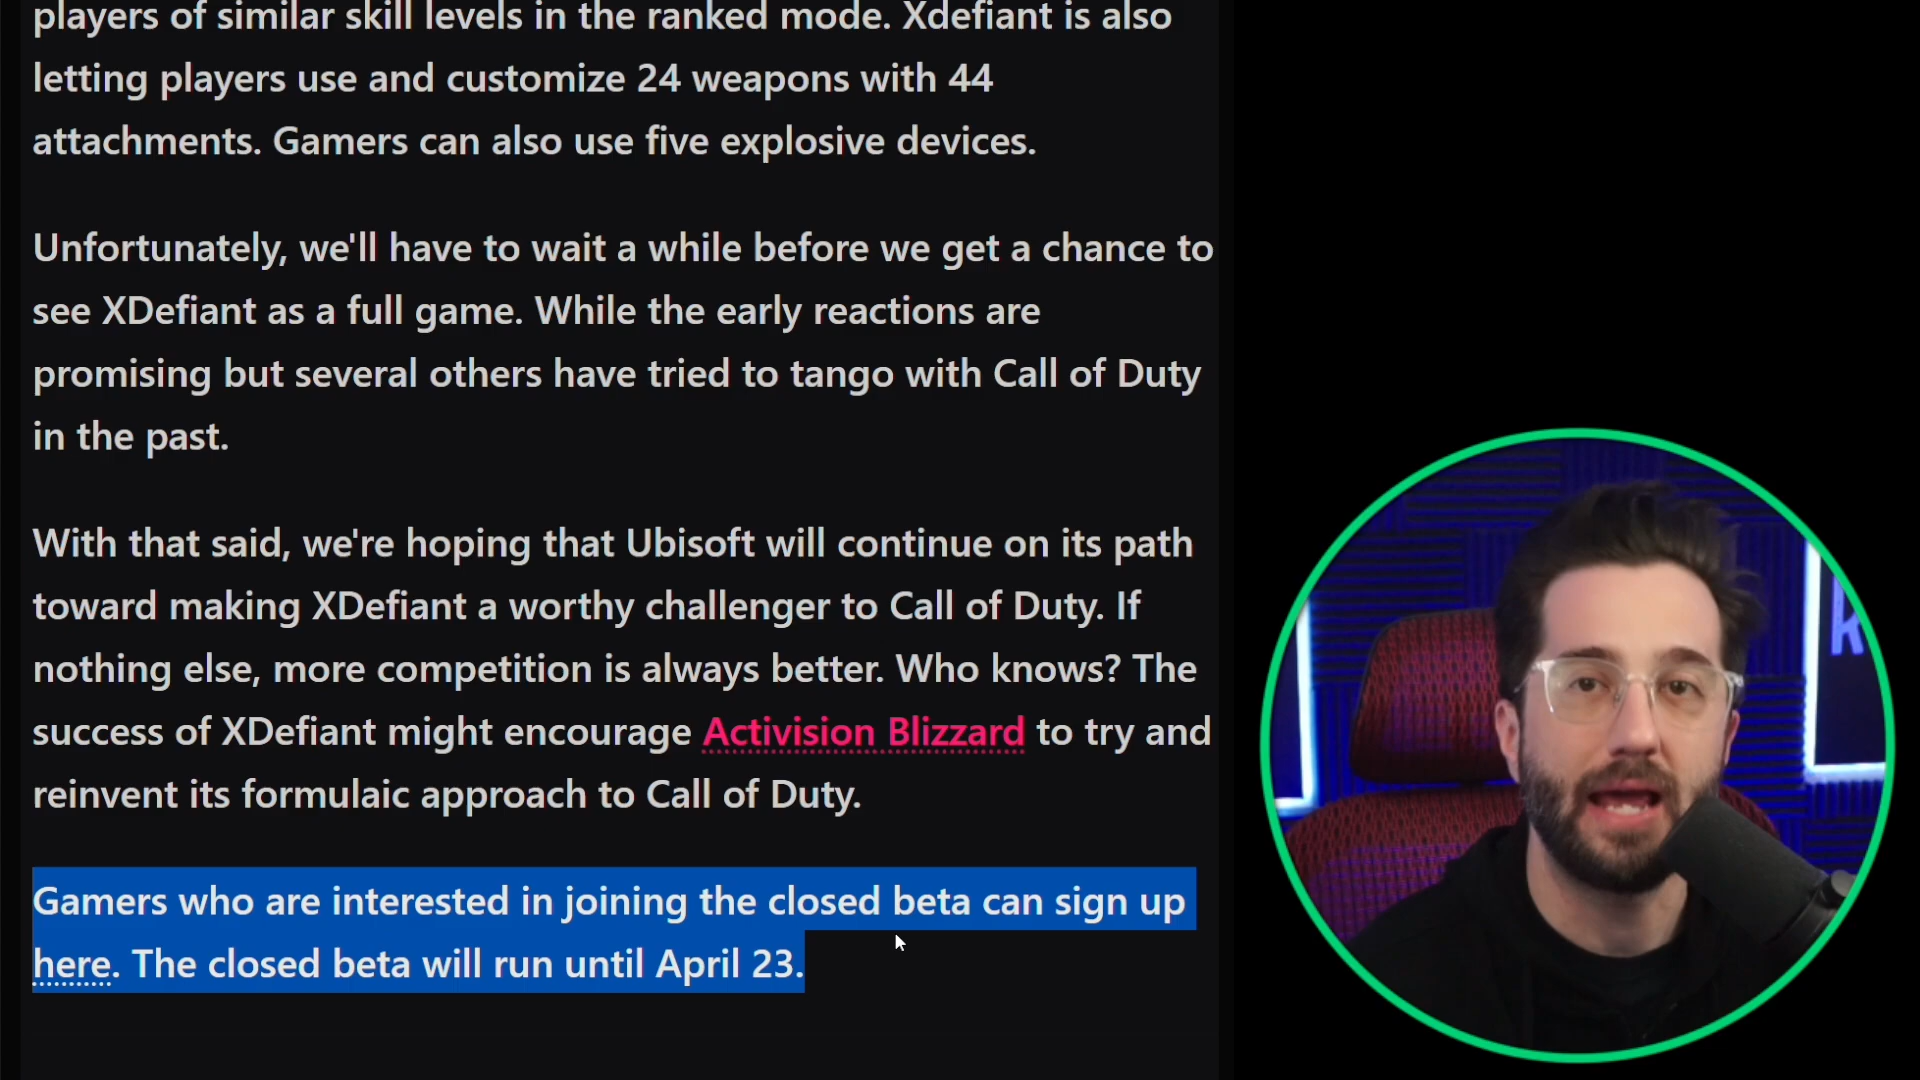 players of similar skill levels in the ranked mode. Xdefiant is also
letting players use and customize 24 weapons with 44
attachments. Gamers can also use five explosive devices.
Unfortunately, we'll have to wait a while before we get a chance to
see XDefiant as a full game. While the early reactions are
promising but several others have tried to tango with Call of Duty
in the past.
With that said, we're hoping that Ubisoft will continue on its path
toward making XDefiant a worthy challenger to Call of Duty. If
nothing else, more competition is always better. Who knows? The
success of XDefiant might encourage Activision Blizzard to try and
reinvent its formulaic approach to Call of Duty.
Gamers who are interested in joining the closed beta can sign up
here. The closed beta will run until April 23.